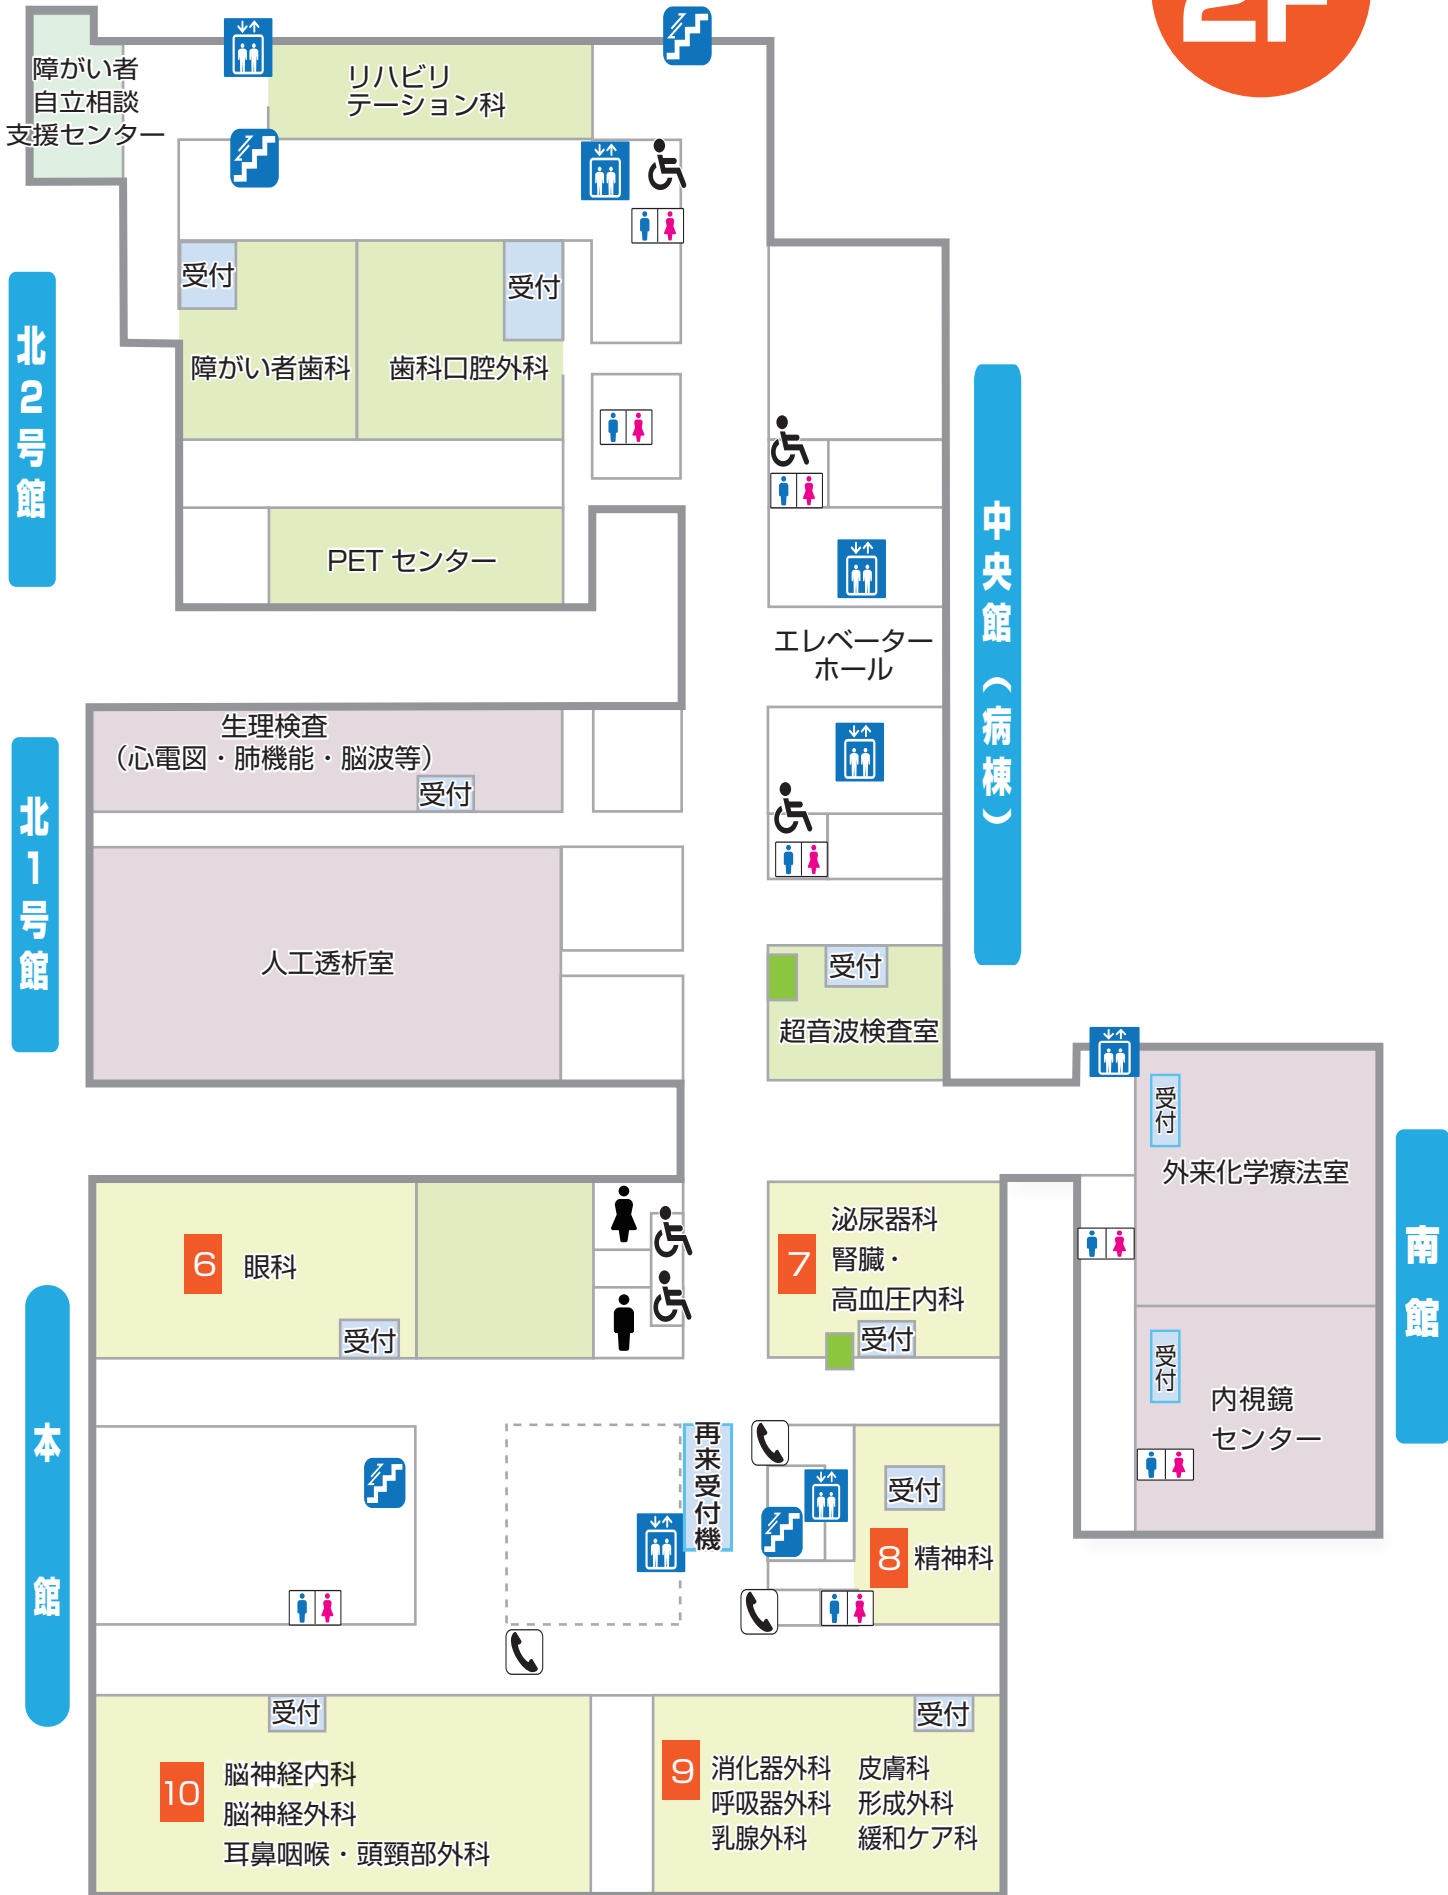 2F
障がい者
自立相談
支援センター
リハビリ
テーション科
受付
受付
障がい者歯科
歯科口腔外科
北2号館
PET センター
中央館（病棟）
エレベーター
ホール
生理検査
（心電図・肺機能・脳波等）
受付
北1号館
人工透析室
受付
超音波検査室
受付
外来化学療法室
南館
6
眼科
受付
7
泌尿器科
腎臓・
高血圧内科
受付
受付
内視鏡
センター
本館
再来受付機
受付
8
精神科
受付
10
脳神経内科
脳神経外科
耳鼻咽喉・頭頸部外科
受付
9
消化器外科 皮膚科
呼吸器外科 形成外科
乳腺外科 緩和ケア科